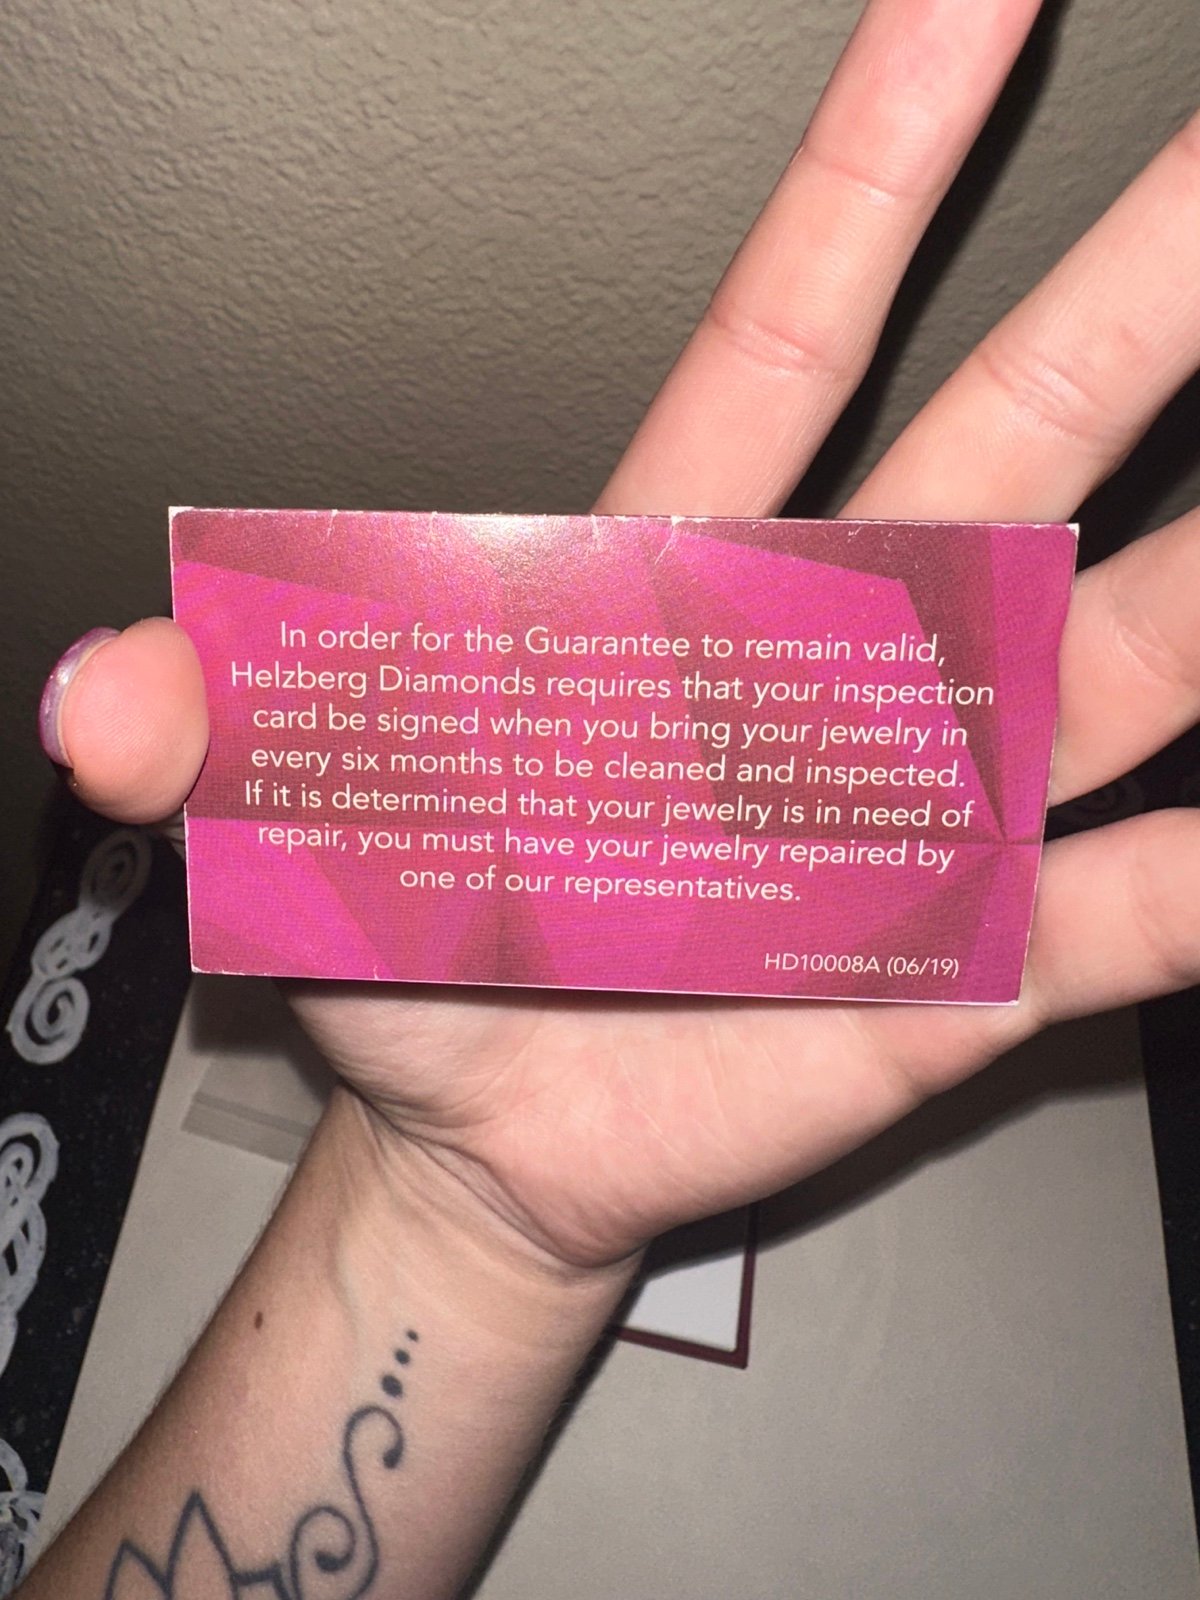 In order for the Guarantee to remain valid,
Helzberg Diamonds requires that your inspection
card be signed when you bring your jewelry in
every six months to be cleaned and inspected.
If it is determined that your jewelry is in need of
repair, you must have your jewelry repaired by
one of our representatives.
HD10008A (06/19)